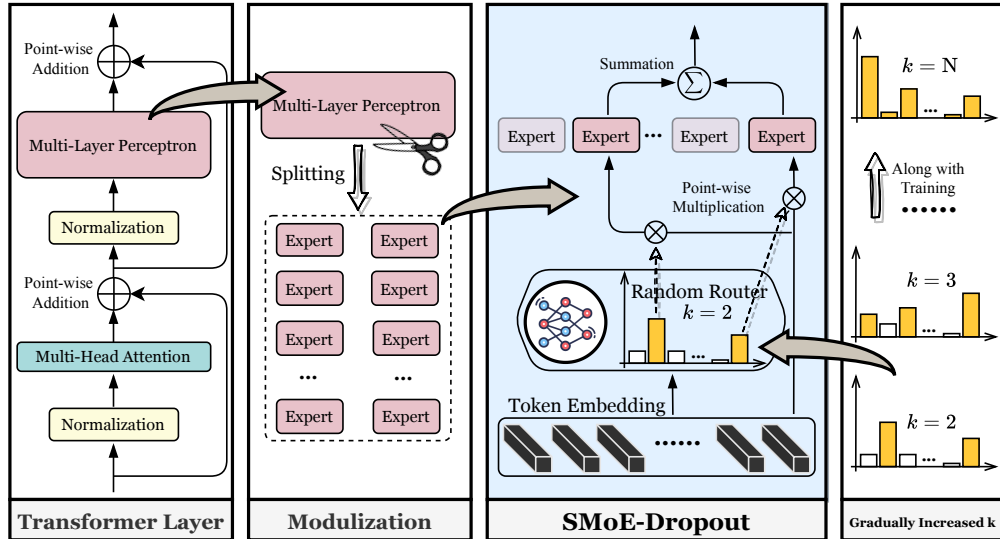 Point-wise
Addition
Multi-Layer Perceptron
Normalization
Point-wise
Addition
Multi-Head Attention
Normalization
Transformer Layer
Multi-Layer Perceptron
Splitting
Expert Expert
Expert Expert
Expert Expert
... ...
Expert Expert
Modulization
Summation
∑
Expert Expert ... Expert Expert
Point-wise
Multiplication
Random Router
k = 2
...
Token Embedding
......
SMoE-Dropout
k = N
...
Along with
Training
......
k = 3
...
k = 2
...
Gradually Increased k